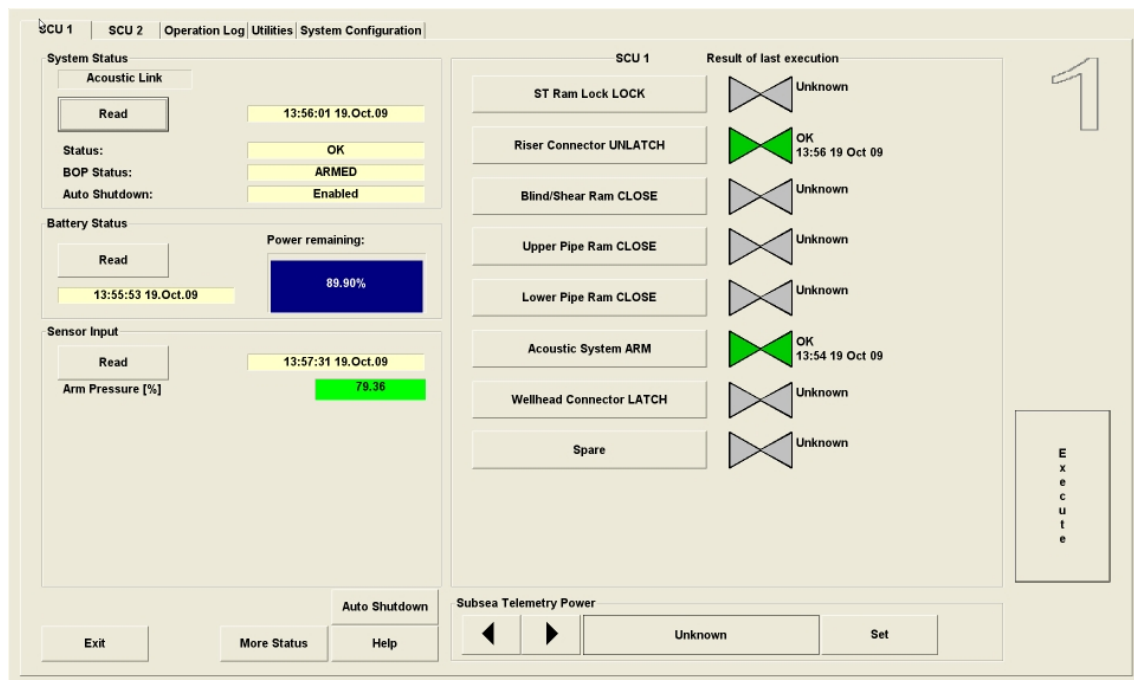 SCU 1
SCU 2
Operation Log
Utilities
System Configuration
System Status
Acoustic Link
Read
13:56:01 19.Oct.09
Status:
OK
BOP Status:
ARMED
Auto Shutdown:
Enabled
Battery Status
Read
Power remaining:
89.90%
13:55:53 19.Oct.09
Sensor Input
Read
13:57:31 19.Oct.09
Arm Pressure [%]
79.36
Auto Shutdown
Exit
More Status
Help
SCU 1
Result of last execution
ST Ram Lock LOCK
Unknown
Riser Connector UNLATCH
OK
13:56 19 Oct 09
Blind/Shear Ram CLOSE
Unknown
Upper Pipe Ram CLOSE
Unknown
Lower Pipe Ram CLOSE
Unknown
Acoustic System ARM
OK
13:54 19 Oct 09
Wellhead Connector LATCH
Unknown
Spare
Unknown
Subsea Telemetry Power
Unknown
Set
1
Execute